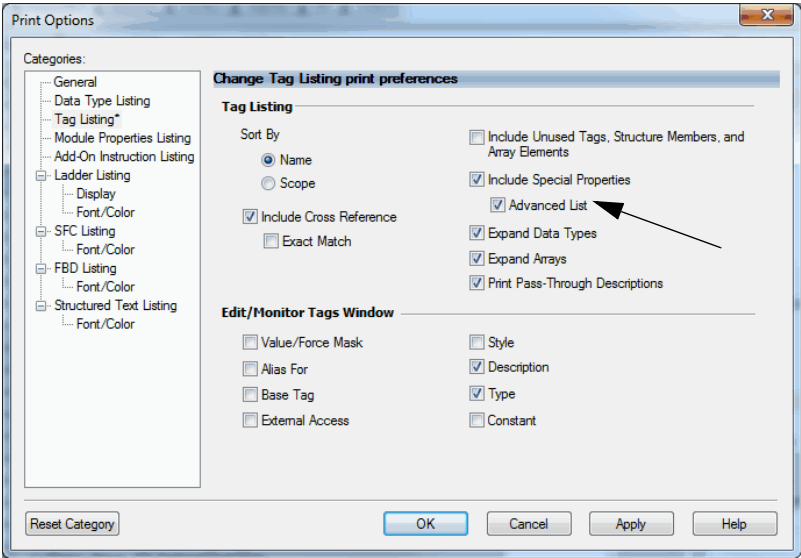 Print Options
Categories:
General
Data Type Listing
Tag Listing*
Module Properties Listing
Add-On Instruction Listing
Ladder Listing
Display
Font/Color
SFC Listing
Font/Color
FBD Listing
Font/Color
Structured Text Listing
Font/Color
Change Tag Listing print preferences
Tag Listing
Sort By
Name
Scope
Include Cross Reference
Exact Match
Include Unused Tags, Structure Members, and
Array Elements
Include Special Properties
Advanced List
Expand Data Types
Expand Arrays
Print Pass-Through Descriptions
Edit/Monitor Tags Window
Value/Force Mask
Alias For
Base Tag
External Access
Style
Description
Type
Constant
Reset Category
OK
Cancel
Apply
Help